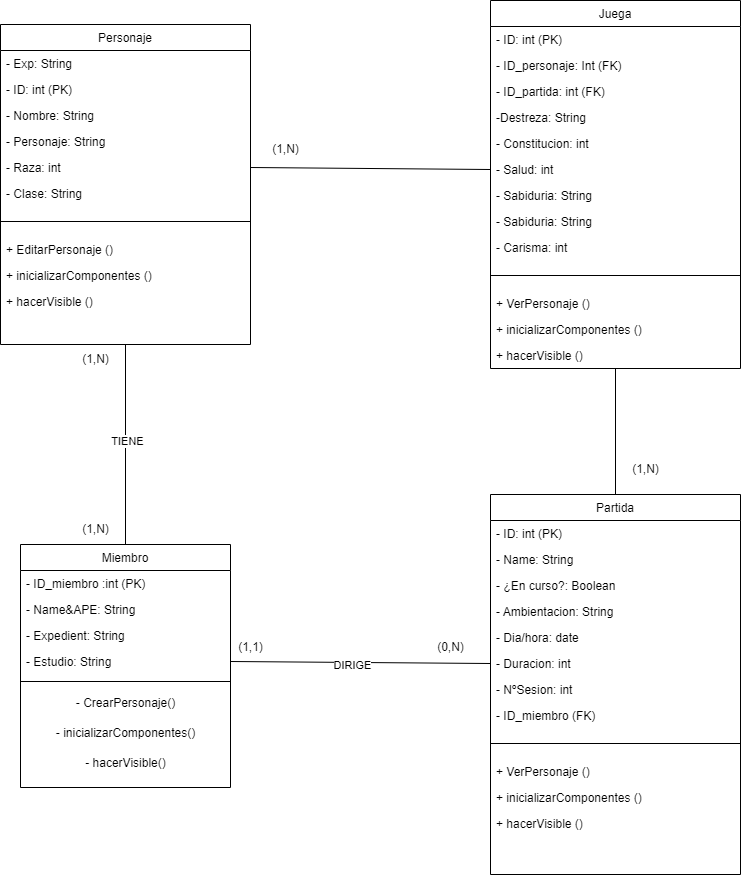 Personaje
- Exp: String
- ID: int (PK)
- Nombre: String
- Personaje: String
- Raza: int
- Clase: String
+ EditarPersonaje ()
+ inicializarComponentes ()
+ hacerVisible ()
(1,N)
Juega
- ID: int (PK)
- ID_personaje: Int (FK)
- ID_partida: int (FK)
-Destreza: String
- Constitucion: int
- Salud: int
- Sabiduria: String
- Sabiduria: String
- Carisma: int
+ VerPersonaje ()
+ inicializarComponentes ()
+ hacerVisible ()
(1,N)
TIENE
(1,N)
(1,N)
Miembro
- ID_miembro :int (PK)
- Name&APE: String
- Expedient: String
- Estudio: String
- CrearPersonaje()
- inicializarComponentes()
- hacerVisible()
(1,1)
DIRIGE
(0,N)
Partida
- ID: int (PK)
- Name: String
- ¿En curso?: Boolean
- Ambientacion: String
- Dia/hora: date
- Duracion: int
- NºSesion: int
- ID_miembro (FK)
+ VerPersonaje ()
+ inicializarComponentes ()
+ hacerVisible ()